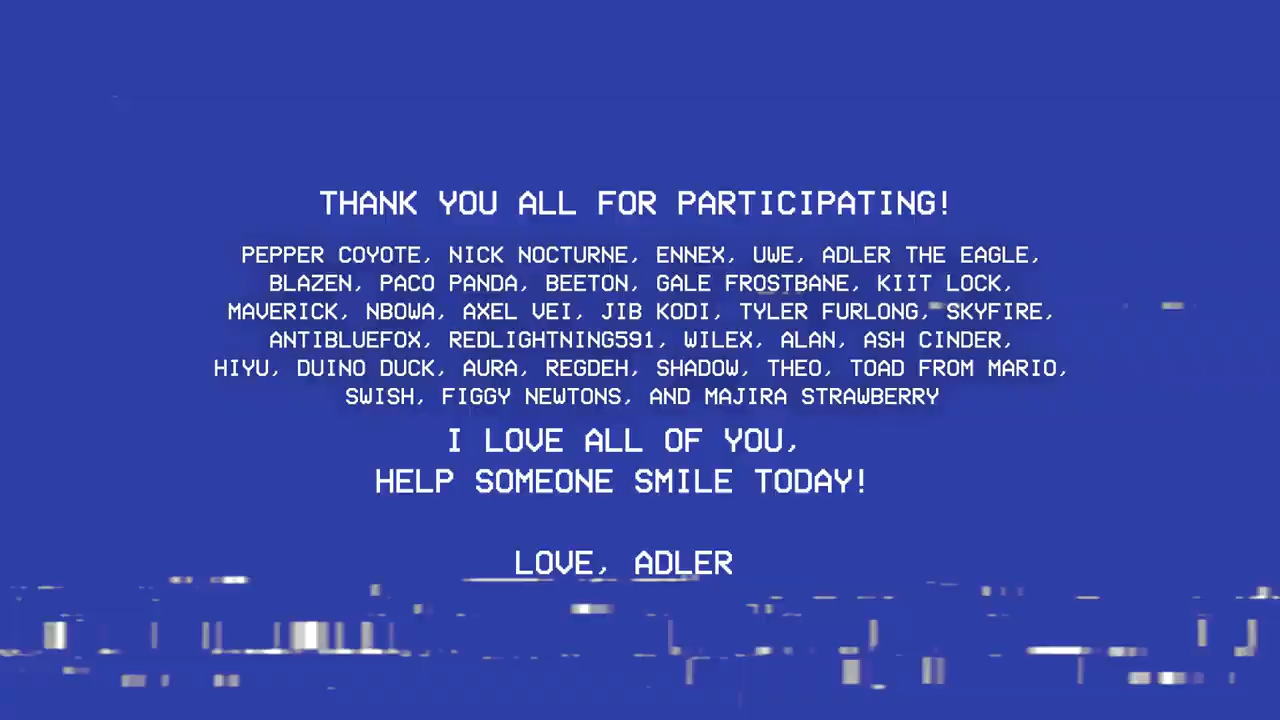 THANK YOU ALL FOR PARTICIPATING!
PEPPER COYOTE, NICK NOCTURNE, ENNEX, UWE, ADLER THE EAGLE,
BLAZEN, PACO PANDA, BEETON, GALE FROSTBANE, KIIT LOCK,
MAVERICK, NBOWA, AXEL VEI, JIB KODI, TYLER FURLONG, SKYFIRE,
ANTIBLUEFOX, REDLIGHTNING591, WILEX, ALAN, ASH CINDER,
HIYU, DUINO DUCK, AURA, REGDEH, SHADOW, THEO, TOAD FROM MARIO,
SWISH, FIGGY NEWTONS, AND MAJIRA STRAWBERRY
I LOVE ALL OF YOU,
HELP SOMEONE SMILE TODAY!
LOVE, ADLER